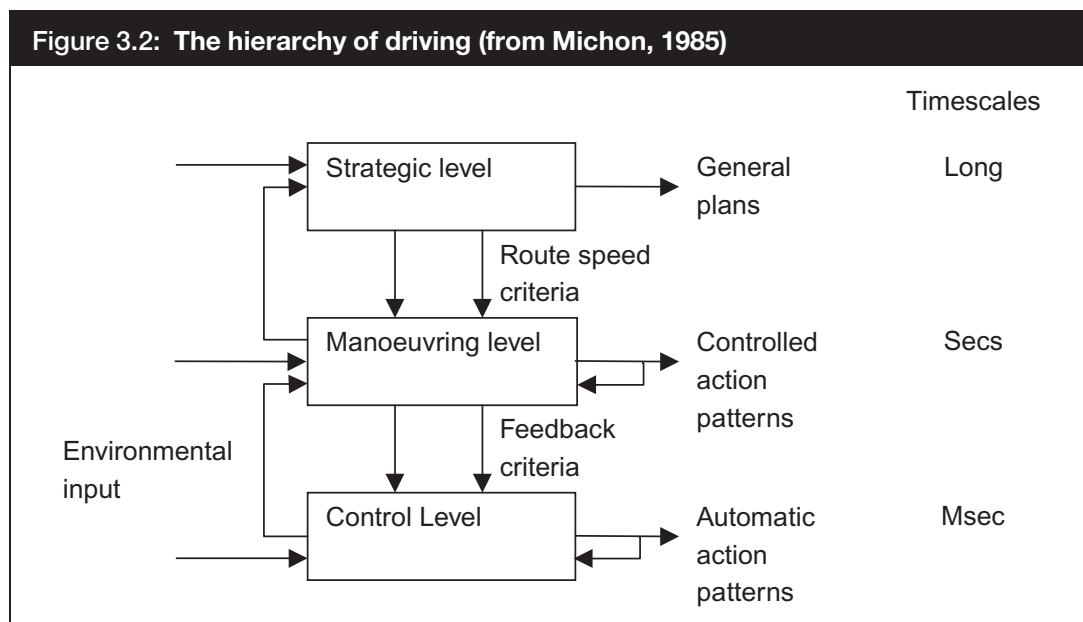 Figure 3.2: The hierarchy of driving (from Michon, 1985)
Timescales
Strategic level
General
plans
Long
Route speed
criteria
Manoeuvring level
Controlled
action
patterns
Secs
Feedback
criteria
Environmental
input
Control Level
Automatic
action
patterns
Msec